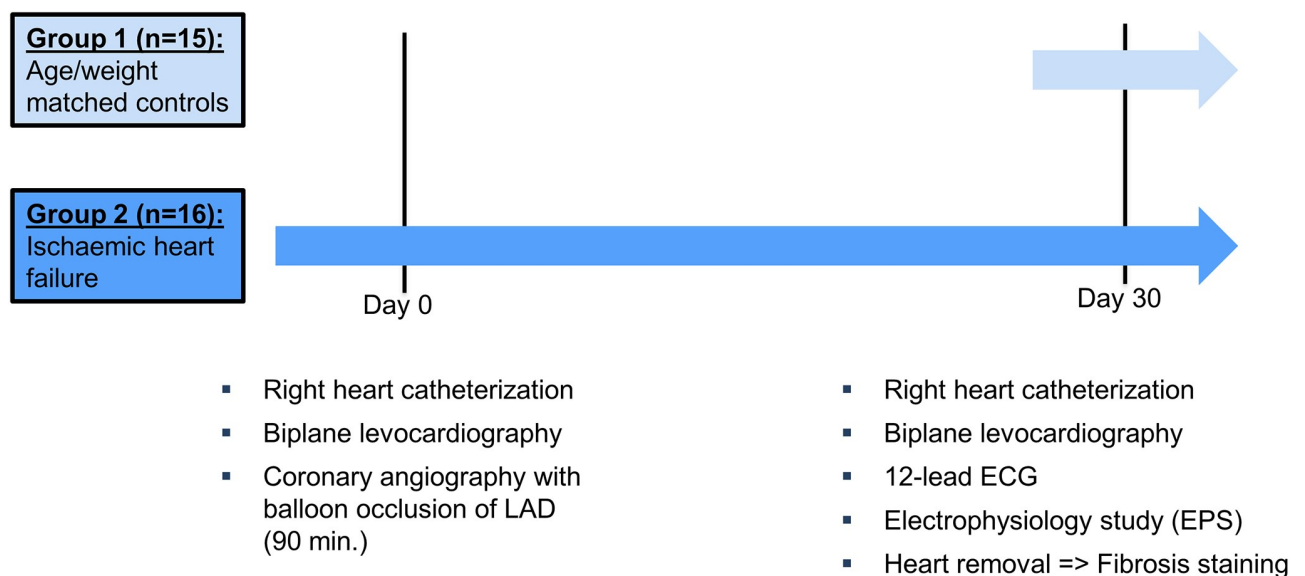 Group 1 (n=15):
Age/weight
matched controls
Group 2 (n=16):
Ischaemic heart
failure
Day 0
Day 30
▪ Right heart catheterization
▪ Biplane levocardiography
▪ Coronary angiography with
balloon occlusion of LAD
(90 min.)
▪ Right heart catheterization
▪ Biplane levocardiography
▪ 12-lead ECG
▪ Electrophysiology study (EPS)
▪ Heart removal => Fibrosis staining